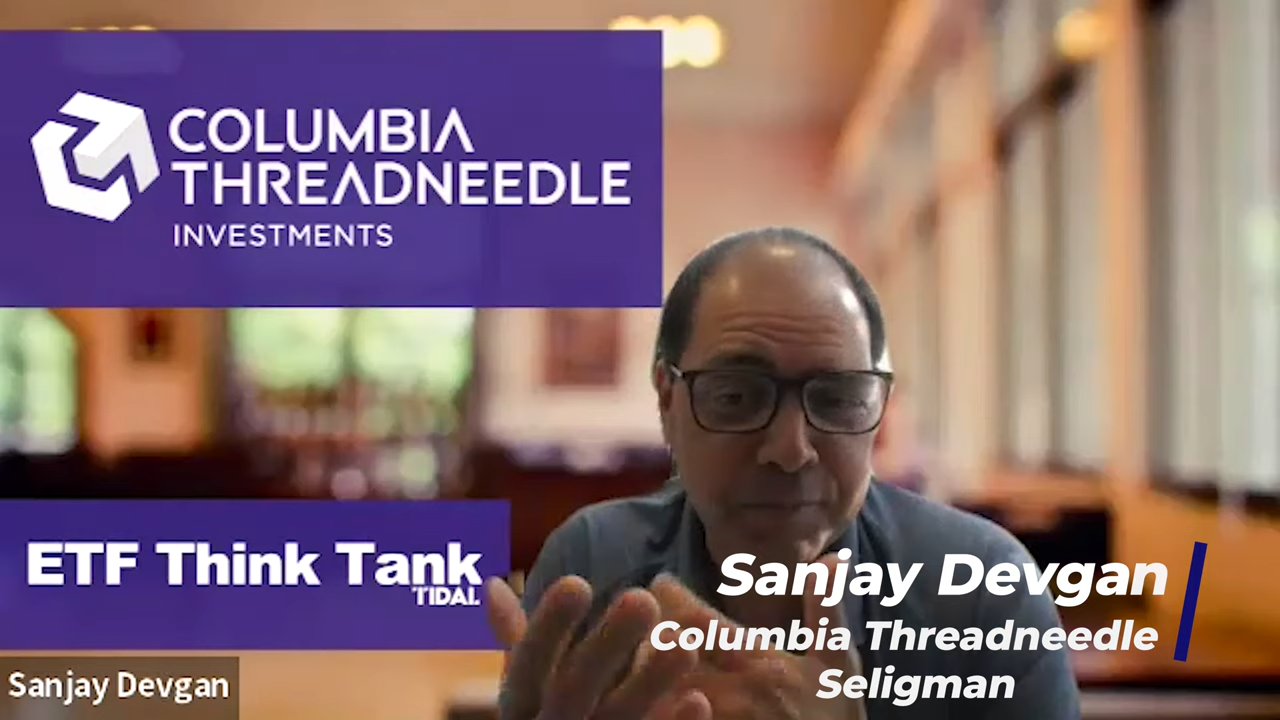 COLUMBIA
THREADNEEDLE
INVESTMENTS
ETF Think Tank
TIDAL
Sanjay Devgan
Columbia Threadneedle
Seligman
Sanjay Devgan